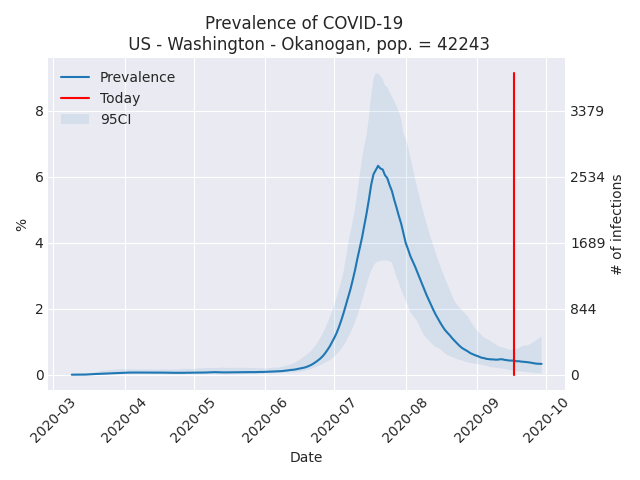 Prevalence of COVID-19
US - Washington - Okanogan, pop. = 42243
Prevalence
Today
95CI
8
6
4
2
0
%
3379
2534
1689
844
0
# of infections
2020-03
2020-04
2020-05
2020-06
2020-07
2020-08
2020-09
2020-10
Date